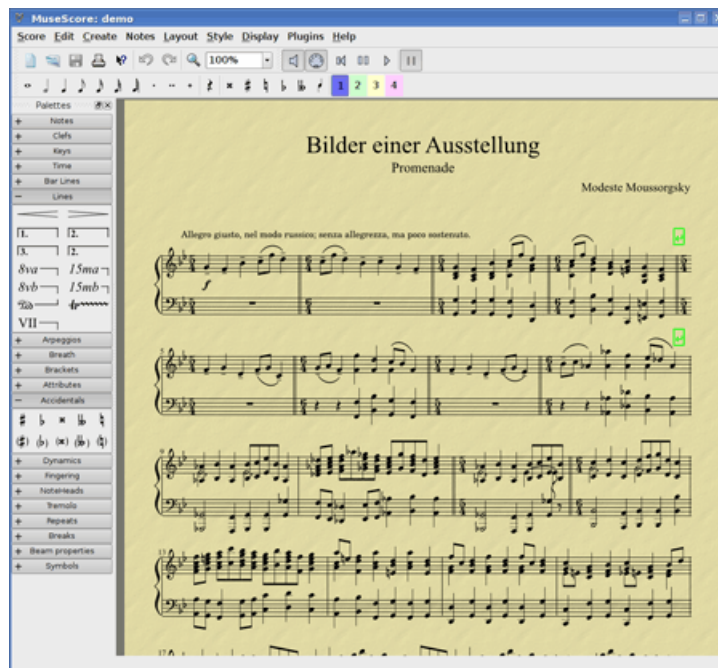 MuseScore: demo
Score Edit Create Notes Layout Style Display Plugins Help
100%
1 2 3 4
Palettes
Notes
Clefs
Keys
Time
Bar Lines
Lines
1. 2.
3. 2.
8va 15ma
8vb 15mb
VII
Arpeggios
Breath
Brackets
Attributes
Accidentals
Dynamics
Fingering
NoteHeads
Tremolo
Repeats
Breaks
Beam properties
Symbols
Bilder einer Ausstellung
Promenade
Modeste Moussorgsky
Allegro giusto, nel modo russico; senza allegrezza, ma poco sostenuto.
f
5
9
13
17